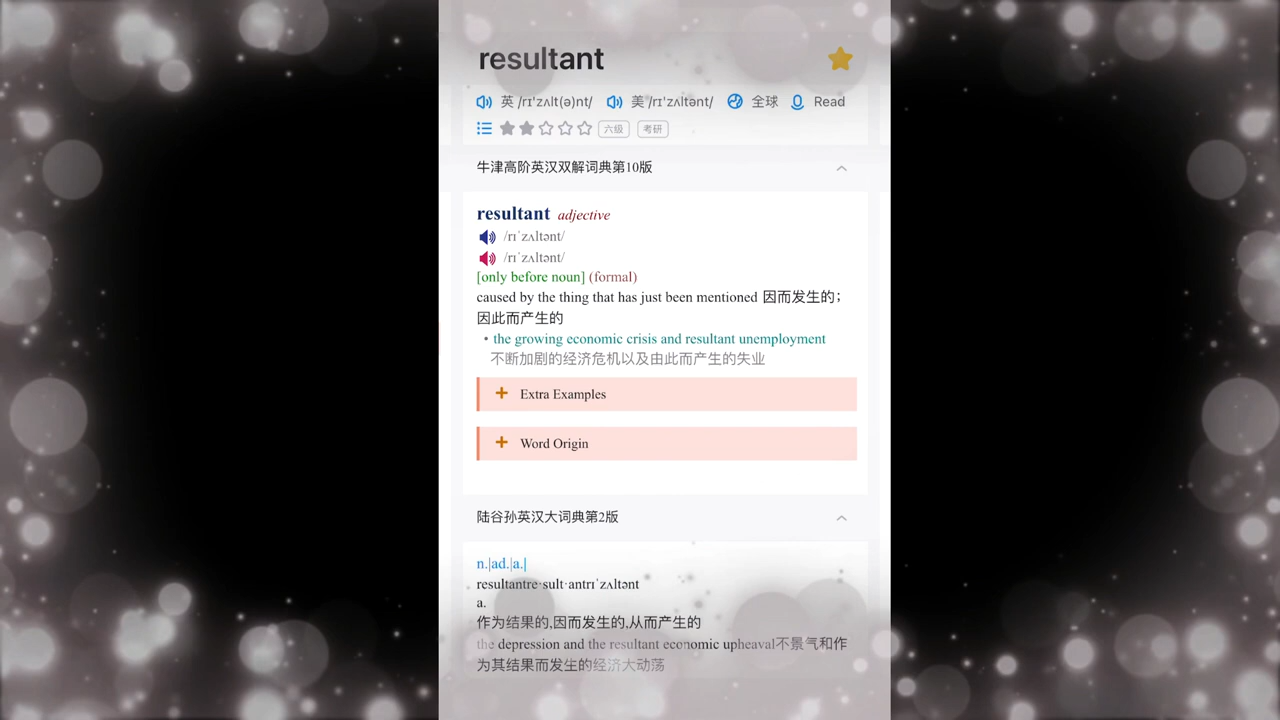 resultant
英 /rɪ'zʌlt(ə)nt/ 美 /rɪ'zʌltənt/ 全球 Read
六级 考研
牛津高阶英汉双解词典第10版
resultant adjective
/rɪˈzʌltənt/
/rɪˈzʌltənt/
[only before noun] (formal)
caused by the thing that has just been mentioned 因而发生的；
因此而产生的
• the growing economic crisis and resultant unemployment
不断加剧的经济危机以及由此而产生的失业
+ Extra Examples
+ Word Origin
陆谷孙英汉大词典第2版
n.|ad.|a.|
resultantre·sult·antrɪˈzʌltənt
a.
作为结果的,因而发生的,从而产生的
the depression and the resultant economic upheaval不景气和作
为其结果而发生的经济大动荡